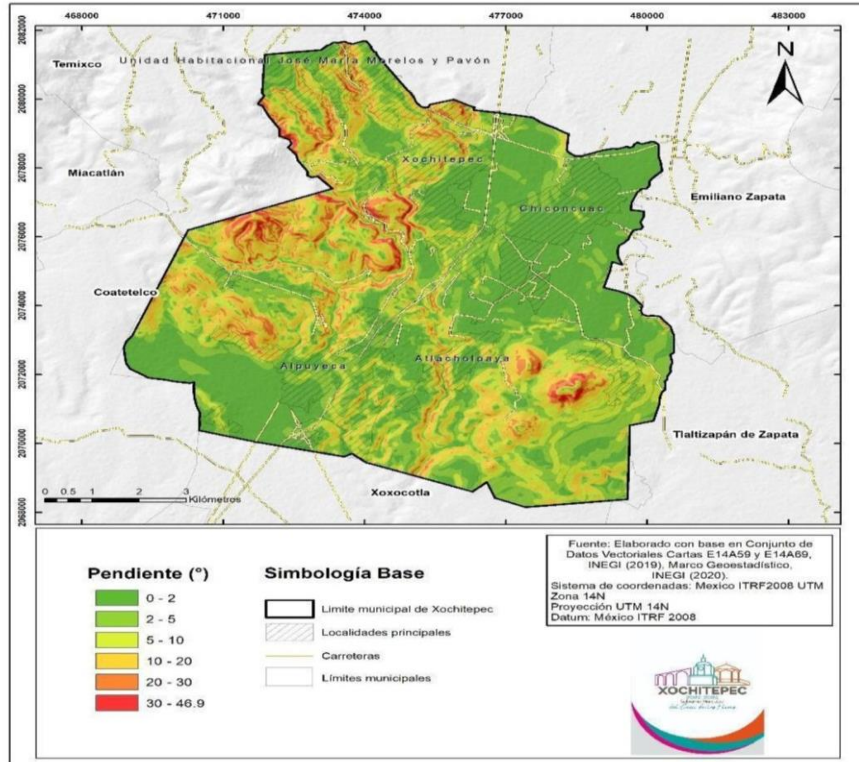 468000 471000 474000 477000 480000 483000
2082000
2080000
2078000
2076000
2074000
2072000
2070000
2068000
N
Temixco
Unidad Habitacional José María Morelos y Pavón
Miacatlán
Xochitepec
Emiliano Zapata
Chiconcuac
Coatetelco
Alpuyeca
Atlacholoaya
Tlaltizapán de Zapata
Xoxocotla
0 0.5 1 2 3
Kilómetros
Pendiente (°)
0 - 2
2 - 5
5 - 10
10 - 20
20 - 30
30 - 46.9
Simbología Base
Limite municipal de Xochitepec
Localidades principales
Carreteras
Límites municipales
Fuente: Elaborado con base en Conjunto de
Datos Vectoriales Cartas E14A59 y E14A69,
INEGI (2019), Marco Geoestadístico,
INEGI (2020).
Sistema de coordenadas: Mexico ITRF2008 UTM
Zona 14N
Proyección UTM 14N
Datum: México ITRF 2008
XOCHITEPEC